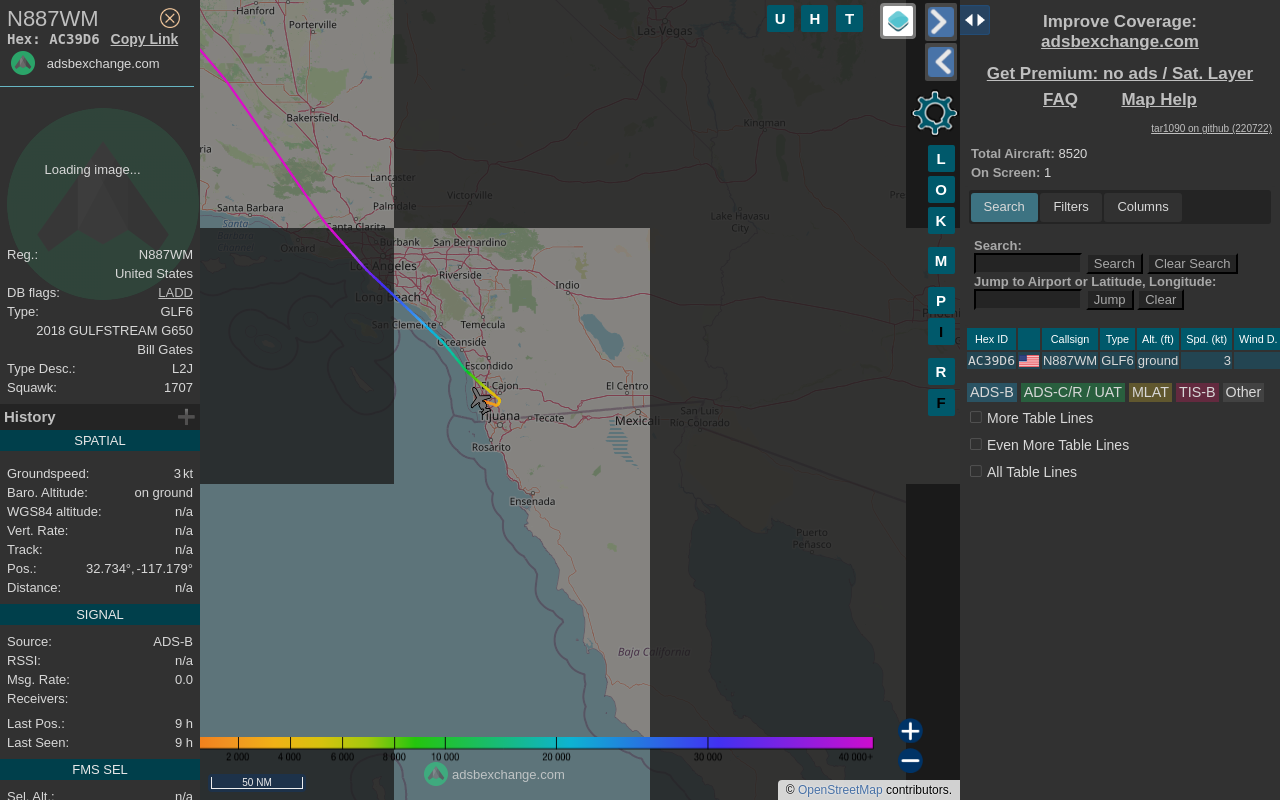 N887WM
Hex: AC39D6 Copy Link
adsbexchange.com
Loading image...
Reg.: N887WM
United States
DB flags: LADD
Type: GLF6
2018 GULFSTREAM G650
Bill Gates
Type Desc.: L2J
Squawk: 1707
History
SPATIAL
Groundspeed: 3 kt
Baro. Altitude: on ground
WGS84 altitude: n/a
Vert. Rate: n/a
Track: n/a
Pos.: 32.734°, -117.179°
Distance: n/a
SIGNAL
Source: ADS-B
RSSI: n/a
Msg. Rate: 0.0
Receivers:
Last Pos.: 9 h
Last Seen: 9 h
FMS SEL
Sel. Alt.: n/a
Hanford
Porterville
Las Vegas
Bakersfield
Kingman
ria
Lancaster
Palmdale
Victorville
Santa Barbara
Santa
Lake Havasu
City
Santa Clarita
Oxnard
Burbank
San Bernardino
Los Angeles
Riverside
Long Beach
Indio
San Clemente
Temecula
Oceanside
Escondido
El Cajon
El Centro
Tijuana
Tecate
Mexicali
San Luis
Río Colorado
Rosarito
Ensenada
Puerto
Peñasco
Baja California
U H T
L
O
K
M
P
I
R
F
2 000 4 000 6 000 8 000 10 000 20 000 30 000 40 000+
50 NM
adsbexchange.com
© OpenStreetMap contributors.
Improve Coverage:
adsbexchange.com
Get Premium: no ads / Sat. Layer
FAQ Map Help
tar1090 on github (220722)
Total Aircraft: 8520
On Screen: 1
Search Filters Columns
Search:
Search Clear Search
Jump to Airport or Latitude, Longitude:
Jump Clear
Hex ID Callsign Type Alt. (ft) Spd. (kt) Wind D.
AC39D6 N887WM GLF6 ground 3
ADS-B ADS-C/R / UAT MLAT TIS-B Other
More Table Lines
Even More Table Lines
All Table Lines